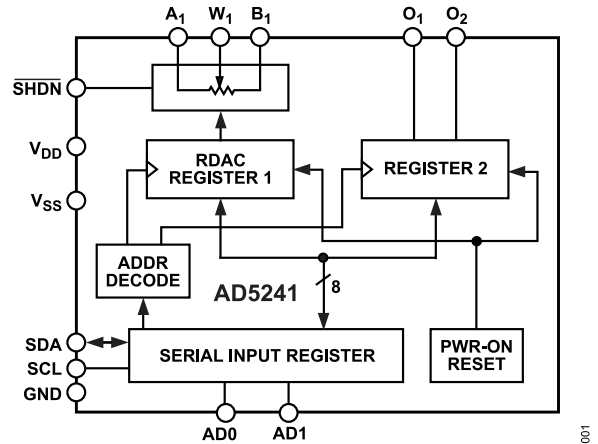 A1 W1 B1 O1 O2
SHDN
VDD
VSS
RDAC
REGISTER 1
REGISTER 2
ADDR
DECODE
AD5241
8
SDA
SCL
GND
SERIAL INPUT REGISTER
PWR-ON
RESET
AD0 AD1
001